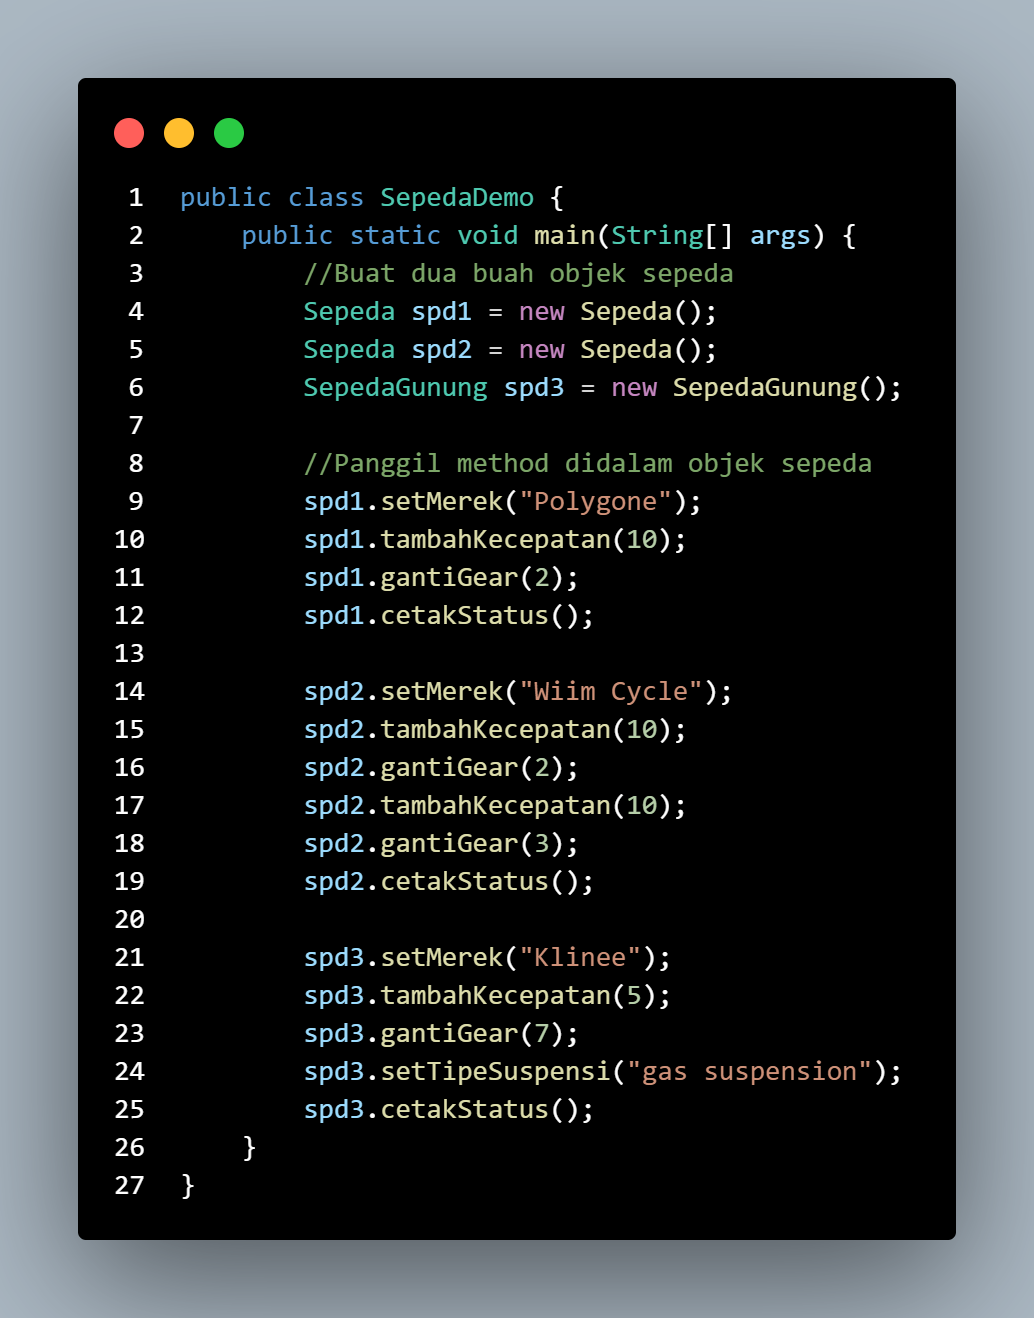 1 public class SepedaDemo {
2 public static void main(String[] args) {
3 //Buat dua buah objek sepeda
4 Sepeda spd1 = new Sepeda();
5 Sepeda spd2 = new Sepeda();
6 SepedaGunung spd3 = new SepedaGunung();
7
8 //Panggil method didalam objek sepeda
9 spd1.setMerek("Polygone");
10 spd1.tambahKecepatan(10);
11 spd1.gantiGear(2);
12 spd1.cetakStatus();
13
14 spd2.setMerek("Wiim Cycle");
15 spd2.tambahKecepatan(10);
16 spd2.gantiGear(2);
17 spd2.tambahKecepatan(10);
18 spd2.gantiGear(3);
19 spd2.cetakStatus();
20
21 spd3.setMerek("Klinee");
22 spd3.tambahKecepatan(5);
23 spd3.gantiGear(7);
24 spd3.setTipeSuspensi("gas suspension");
25 spd3.cetakStatus();
26 }
27 }